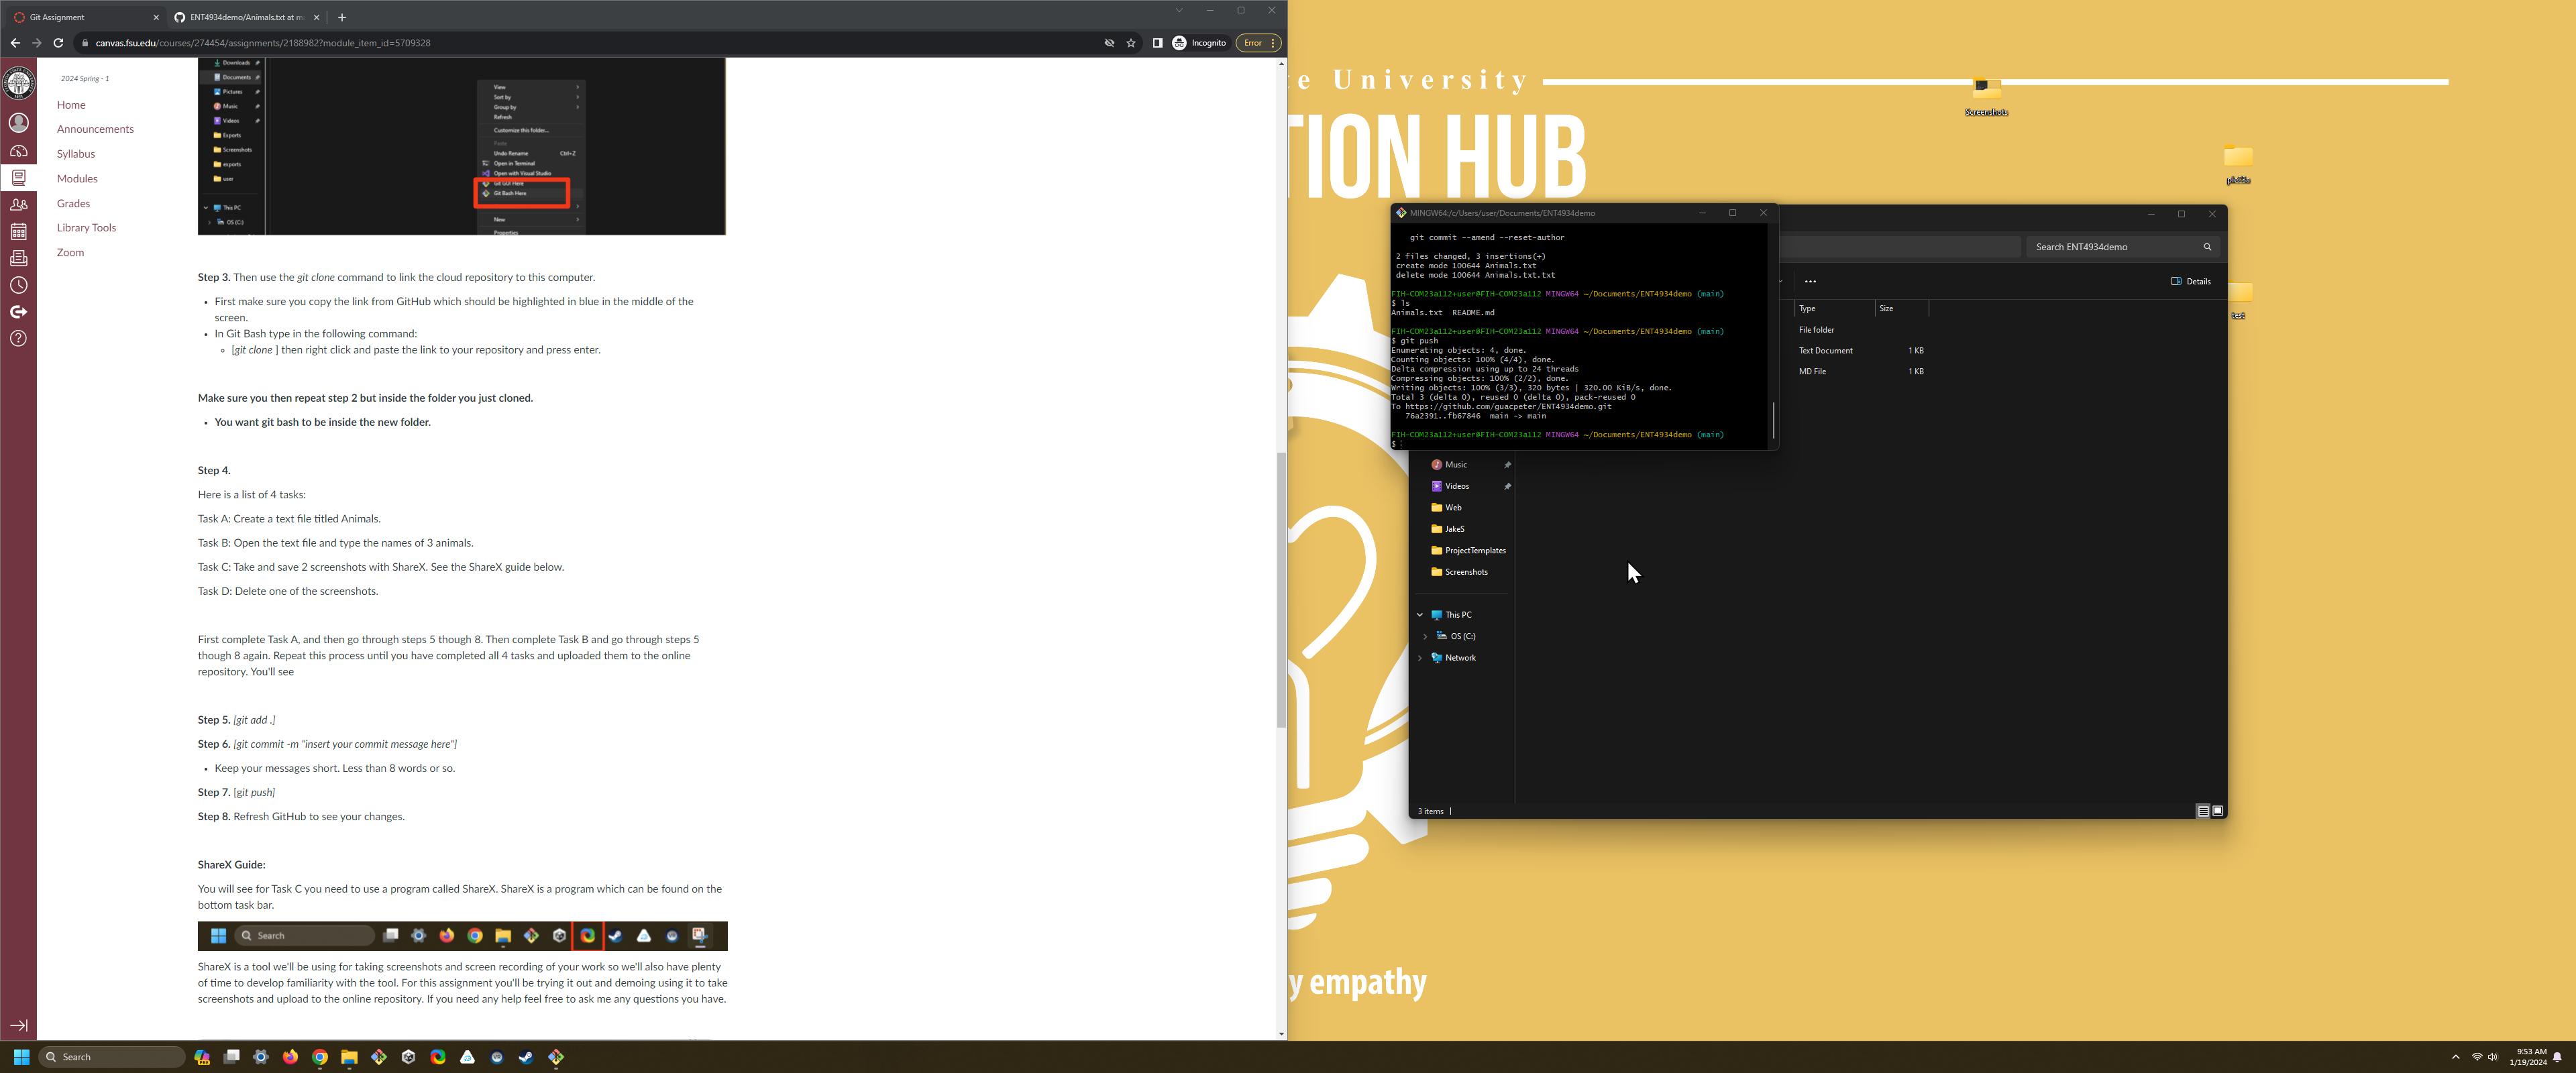 Git Assignment
ENT4934demo/Animals.txt at m
canvas.fsu.edu/courses/274454/assignments/2188982?module_item_id=5709328
Incognito
Error
2024 Spring - 1
Home
Announcements
Syllabus
Modules
Grades
Library Tools
Zoom
Downloads
Documents
Pictures
Music
Videos
Exports
Screenshots
exports
user
This PC
OS (C:)
View
Sort by
Group by
Refresh
Customize this folder...
Paste
Undo Rename Ctrl+Z
Open in Terminal
Open with Visual Studio
Git GUI Here
Git Bash Here
New
Properties
Step 3. Then use the git clone command to link the cloud repository to this computer.
• First make sure you copy the link from GitHub which should be highlighted in blue in the middle of the
screen.
• In Git Bash type in the following command:
◦ [git clone ] then right click and paste the link to your repository and press enter.
Make sure you then repeat step 2 but inside the folder you just cloned.
• You want git bash to be inside the new folder.
Step 4.
Here is a list of 4 tasks:
Task A: Create a text file titled Animals.
Task B: Open the text file and type the names of 3 animals.
Task C: Take and save 2 screenshots with ShareX. See the ShareX guide below.
Task D: Delete one of the screenshots.
First complete Task A, and then go through steps 5 though 8. Then complete Task B and go through steps 5
though 8 again. Repeat this process until you have completed all 4 tasks and uploaded them to the online
repository. You'll see
Step 5. [git add .]
Step 6. [git commit -m "insert your commit message here"]
• Keep your messages short. Less than 8 words or so.
Step 7. [git push]
Step 8. Refresh GitHub to see your changes.
ShareX Guide:
You will see for Task C you need to use a program called ShareX. ShareX is a program which can be found on the
bottom task bar.
Search
ShareX is a tool we'll be using for taking screenshots and screen recording of your work so we'll also have plenty
of time to develop familiarity with the tool. For this assignment you'll be trying it out and demoing using it to take
screenshots and upload to the online repository. If you need any help feel free to ask me any questions you have.
te University
TION HUB
y empathy
Screenshots
test
MINGW64:/c/Users/user/Documents/ENT4934demo
git commit --amend --reset-author
2 files changed, 3 insertions(+)
create mode 100644 Animals.txt
delete mode 100644 Animals.txt.txt
FIH-COM23a112+user@FIH-COM23a112 MINGW64 ~/Documents/ENT4934demo (main)
$ ls
Animals.txt README.md
FIH-COM23a112+user@FIH-COM23a112 MINGW64 ~/Documents/ENT4934demo (main)
$ git push
Enumerating objects: 4, done.
Counting objects: 100% (4/4), done.
Delta compression using up to 24 threads
Compressing objects: 100% (2/2), done.
Writing objects: 100% (3/3), 320 bytes | 320.00 KiB/s, done.
Total 3 (delta 0), reused 0 (delta 0), pack-reused 0
To https://github.com/guacpeter/ENT4934demo.git
76a2391..fb67846 main -> main
FIH-COM23a112+user@FIH-COM23a112 MINGW64 ~/Documents/ENT4934demo (main)
$
Search ENT4934demo
Details
Type Size
File folder
Text Document 1 KB
MD File 1 KB
Music
Videos
Web
JakeS
ProjectTemplates
Screenshots
This PC
OS (C:)
Network
3 items
Search
9:53 AM
1/19/2024